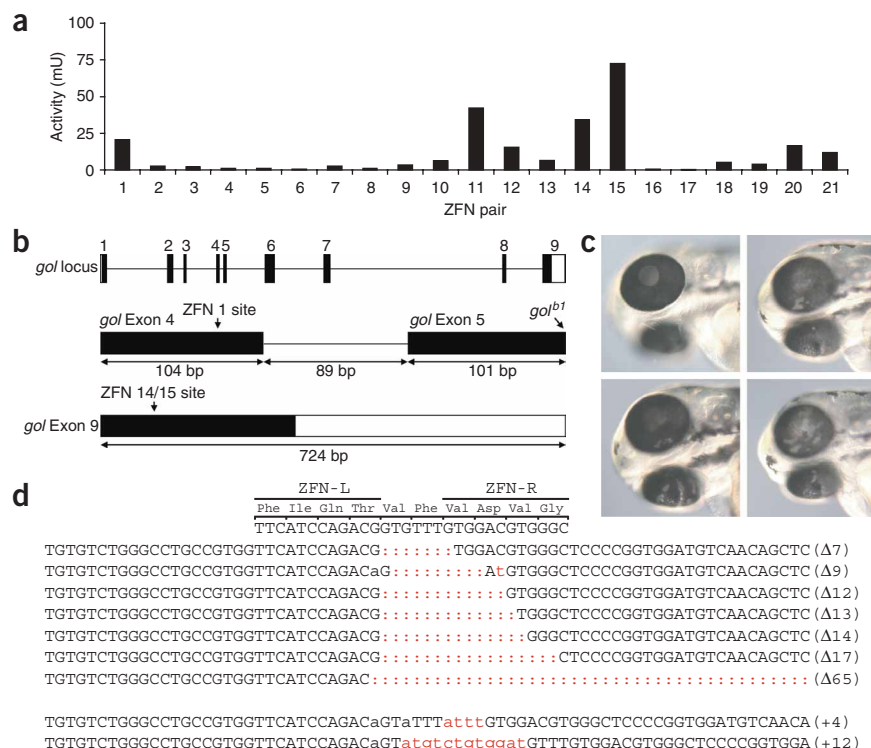 a
Activity (mU)
100
75
50
25
0
1 2 3 4 5 6 7 8 9 10 11 12 13 14 15 16 17 18 19 20 21
ZFN pair
b
1 2 3 4 5 6 7 8 9
gol locus
ZFN 1 site
gol b1
gol Exon 4
gol Exon 5
104 bp
89 bp
101 bp
ZFN 14/15 site
gol Exon 9
724 bp
c
d
ZFN-L ZFN-R
Phe Ile Gln Thr Val Phe Val Asp Val Gly
TTCATCCAGACGGTGTTTGTGGACGTGGGC
TGTGTCTGGGCCTGCCGTGGTTCATCCAGACG:::::::TGGACGTGGGCTCCCCGGTGGATGTCAACAGCTC(Δ7)
TGTGTCTGGGCCTGCCGTGGTTCATCCAGACaG:::::::::AtGTGGGCTCCCCGGTGGATGTCAACAGCTC(Δ9)
TGTGTCTGGGCCTGCCGTGGTTCATCCAGACG::::::::::::GTGGGCTCCCCGGTGGATGTCAACAGCTC(Δ12)
TGTGTCTGGGCCTGCCGTGGTTCATCCAGACG:::::::::::::TGGGCTCCCCGGTGGATGTCAACAGCTC(Δ13)
TGTGTCTGGGCCTGCCGTGGTTCATCCAGACG::::::::::::::GGGCTCCCCGGTGGATGTCAACAGCTC(Δ14)
TGTGTCTGGGCCTGCCGTGGTTCATCCAGACG:::::::::::::::::CTCCCCGGTGGATGTCAACAGCTC(Δ17)
TGTGTCTGGGCCTGCCGTGGTTCATCCAGAC::::::::::::::::::::::::::::::::::::::::::(Δ65)
TGTGTCTGGGCCTGCCGTGGTTCATCCAGACaGTaTTTatttGTGGACGTGGGCTCCCCGGTGGATGTCAACA(+4)
TGTGTCTGGGCCTGCCGTGGTTCATCCAGACaGTatgtctgtggatGTTTGTGGACGTGGGCTCCCCGGTGGA(+12)